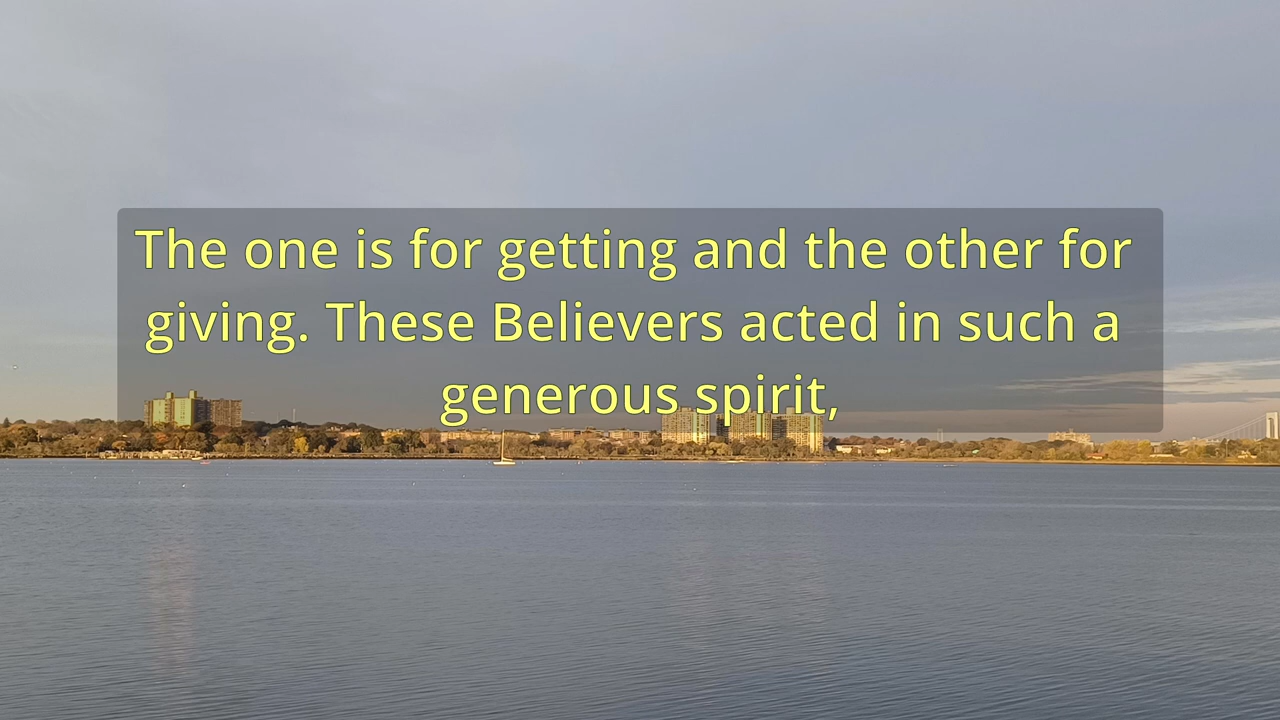 The one is for getting and the other for
giving. These Believers acted in such a
generous spirit,